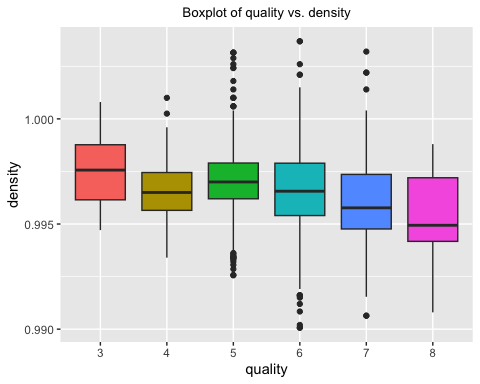 Boxplot of quality vs. density
density
1.000
0.995
0.990
3 4 5 6 7 8
quality